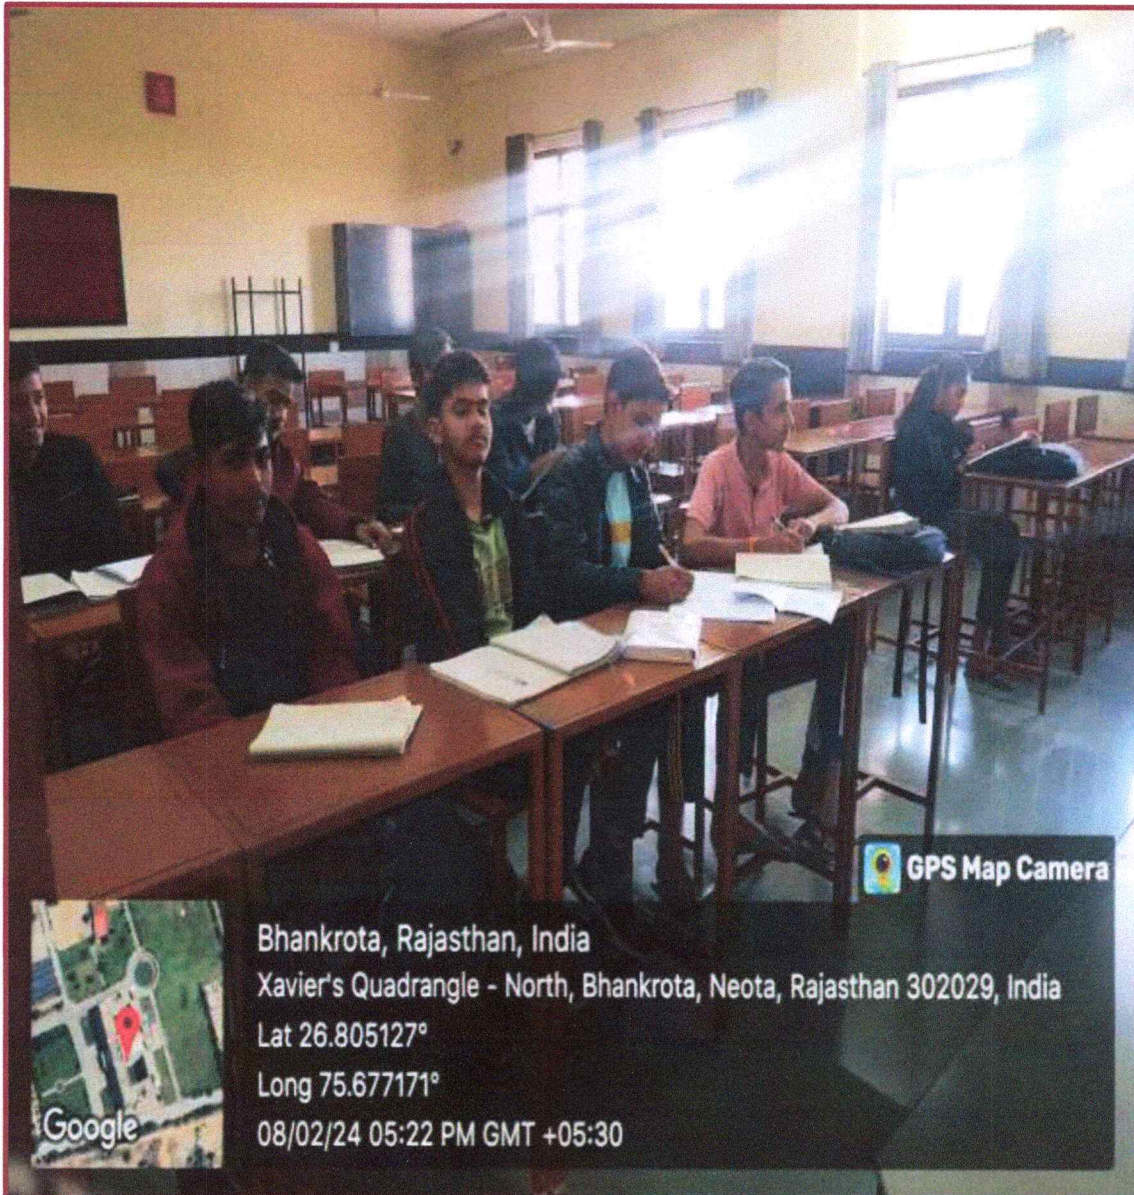 GPS Map Camera
Bhankrota, Rajasthan, India
Xavier's Quadrangle - North, Bhankrota, Neota, Rajasthan 302029, India
Lat 26.805127°
Long 75.677171°
08/02/24 05:22 PM GMT +05:30
Google